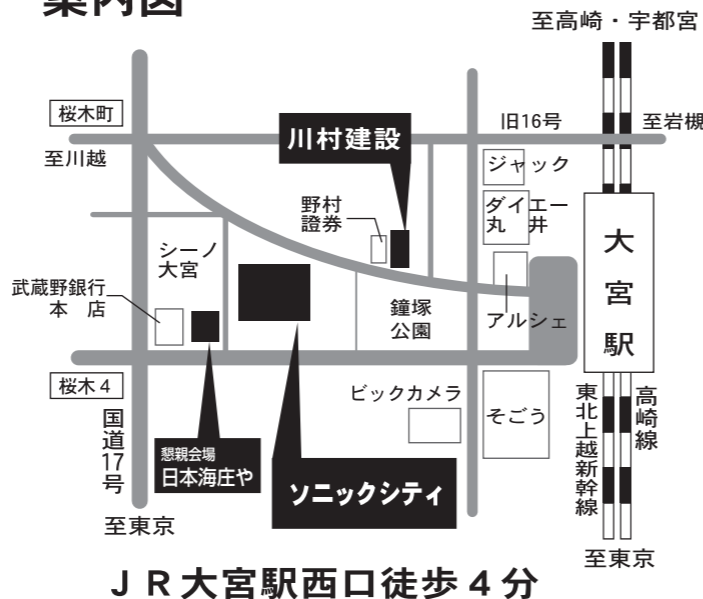 案内図
至高崎・宇都宮
桜木町
旧16号
至岩槻
川村建設
至川越
ジャック
野村
證券
ダイエー
丸井
シーノ
大宮
大宮駅
武蔵野銀行
本店
鐘塚
公園
アルシェ
桜木4
ビックカメラ
そごう
国道17号
東北上越新幹線
高崎線
懇親会場
日本海庄や
ソニックシティ
至東京
至東京
JR大宮駅西口徒歩4分